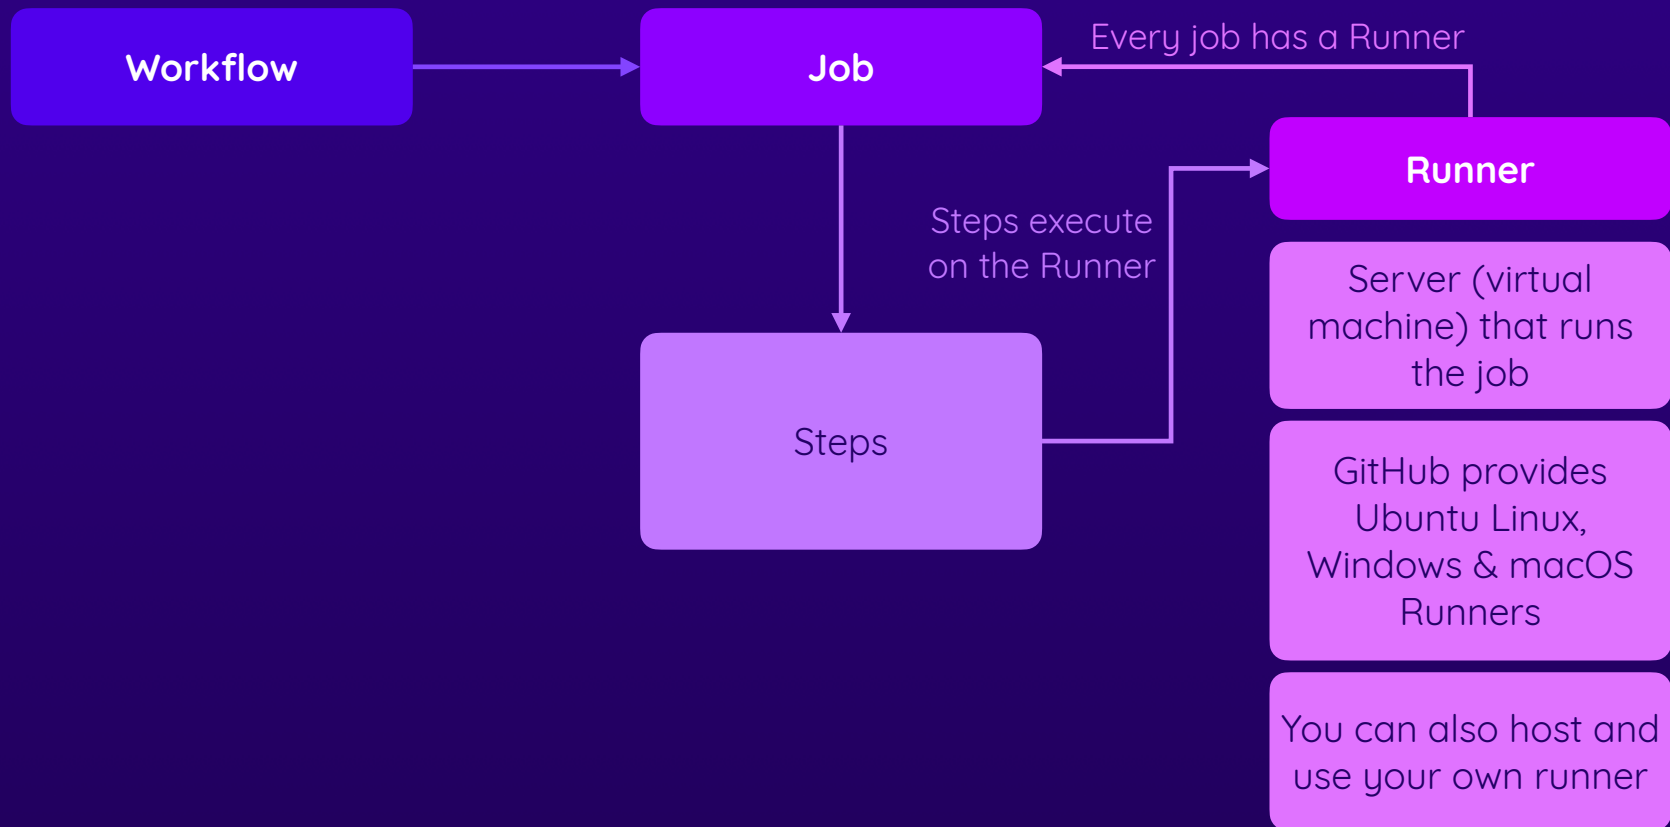 Workflow
Job
Every job has a Runner
Runner
Steps execute
on the Runner
Server (virtual
machine) that runs
the job
Steps
GitHub provides
Ubuntu Linux,
Windows & macOS
Runners
You can also host and
use your own runner